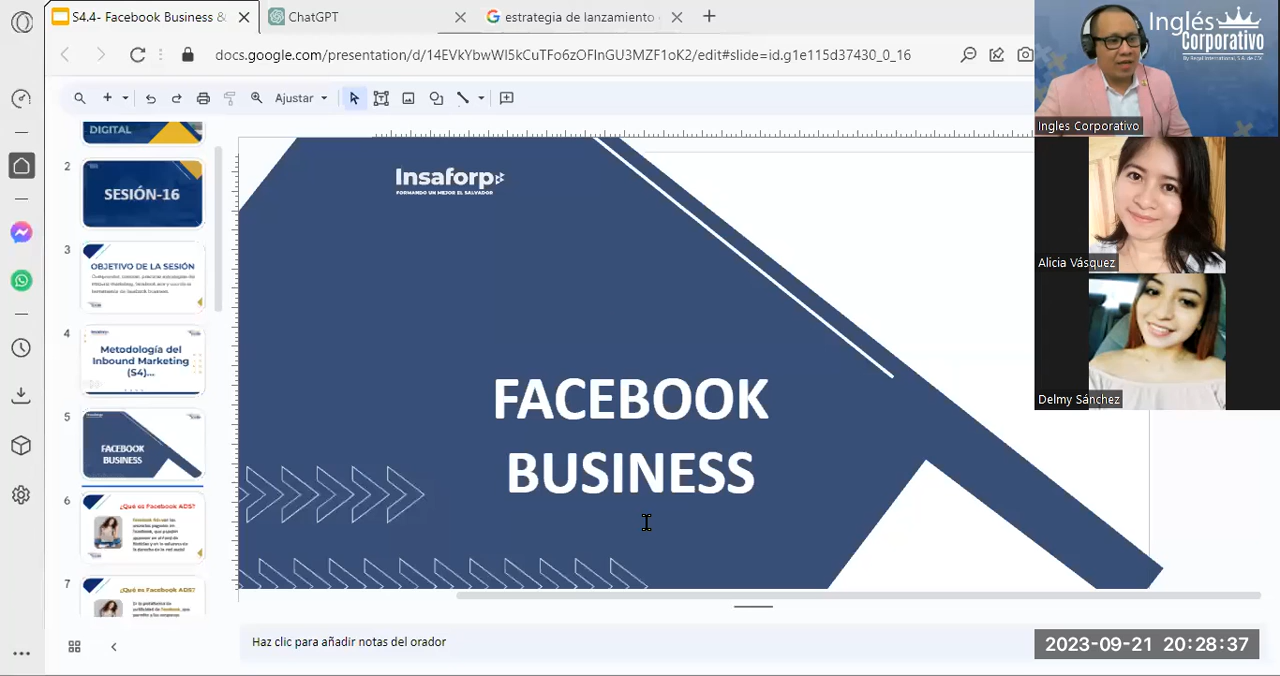 S4.4- Facebook Business &
ChatGPT
estrategia de lanzamiento
docs.google.com/presentation/d/14EVkYbwWI5kCuTFo6zOFInGU3MZF1oK2/edit#slide=id.g1e115d37430_0_16
Ajustar
DIGITAL
2
SESIÓN-16
3
OBJETIVO DE LA SESIÓN
4
Metodología del
Inbound Marketing
(S4)...
5
FACEBOOK
BUSINESS
6
¿Qué es Facebook ADS?
7
¿Qué es Facebook ADS?
Insaforp
FORMANDO UN MEJOR EL SALVADOR
FACEBOOK
BUSINESS
Haz clic para añadir notas del orador
Inglés
Corporativo
Ingles Corporativo
Alicia Vásquez
Delmy Sánchez
2023-09-21 20:28:37